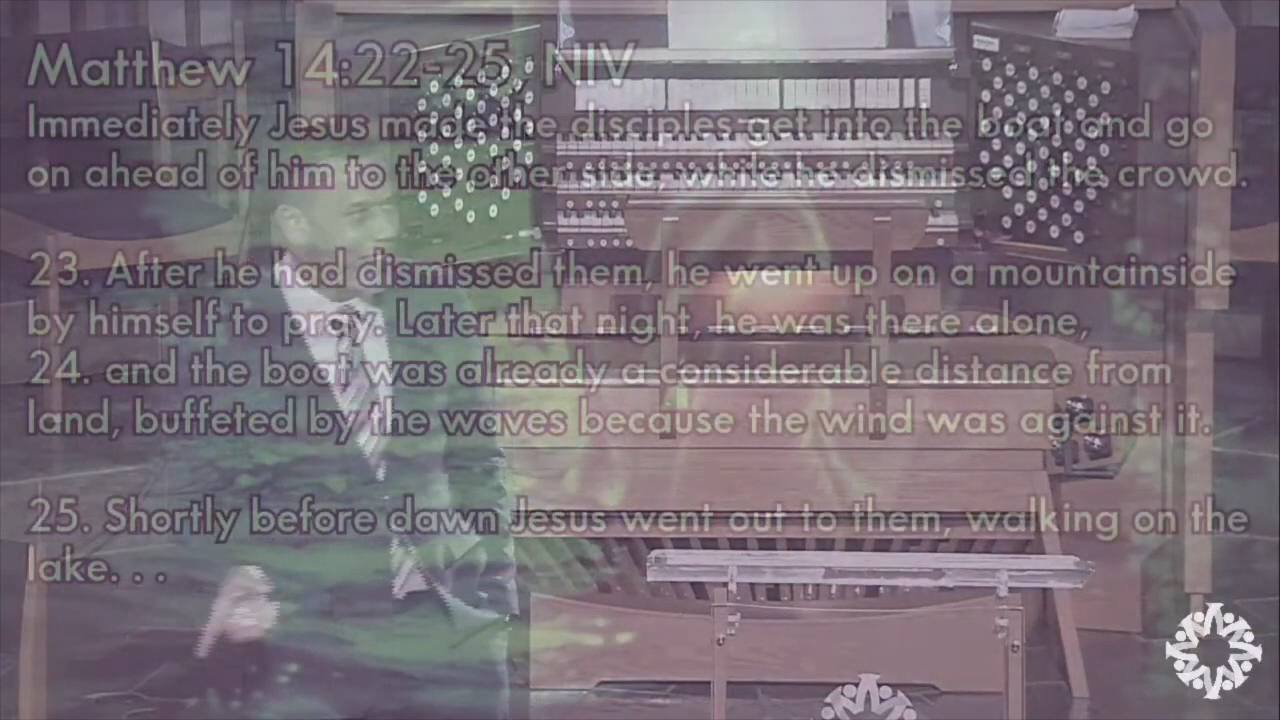 Matthew 14:22-25, NIV
Immediately Jesus made the disciples get into the boat and go
on ahead of him to the other side, while he dismissed the crowd.
23. After he had dismissed them, he went up on a mountainside
by himself to pray. Later that night, he was there alone,
24. and the boat was already a considerable distance from
land, buffeted by the waves because the wind was against it.
25. Shortly before dawn Jesus went out to them, walking on the
lake. . .